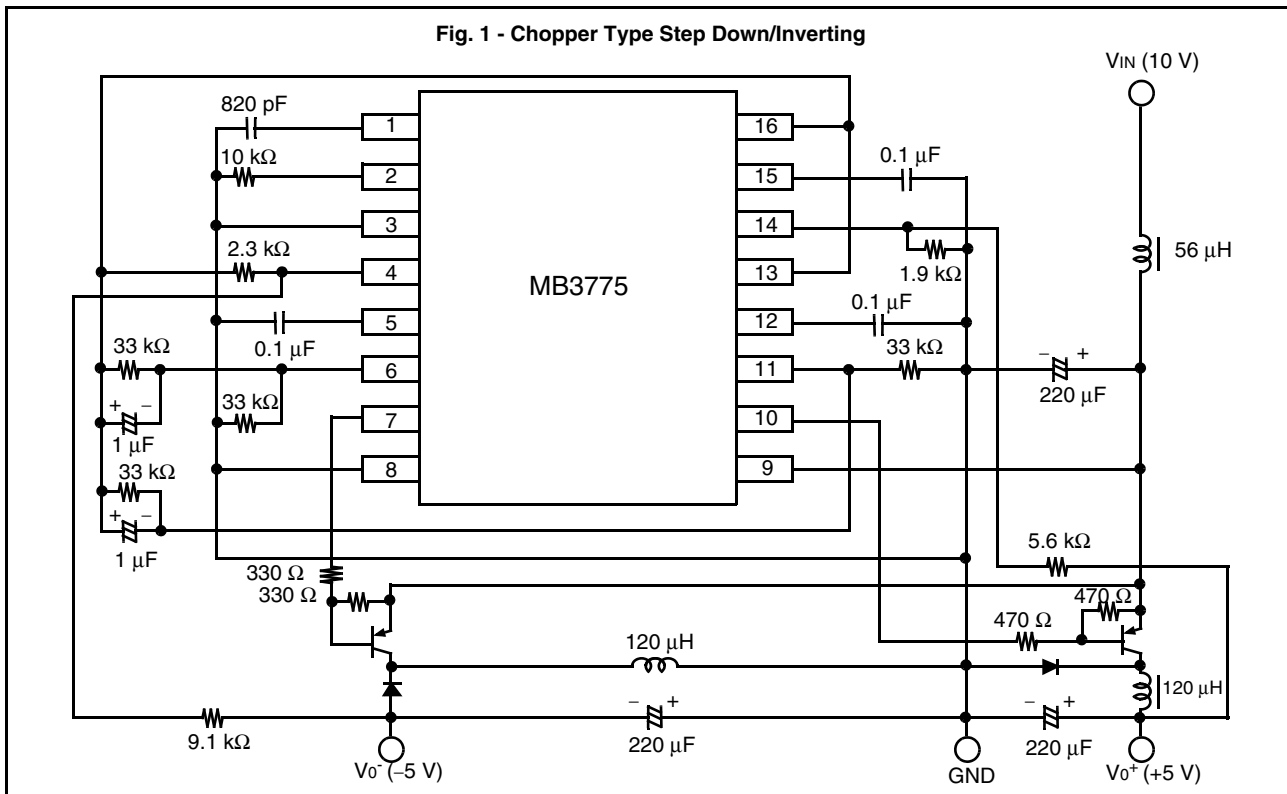 Fig. 1 - Chopper Type Step Down/Inverting
VIN (10 V)
820 pF
1
16
10 kΩ
0.1 μF
2
15
3
14
2.3 kΩ
56 μH
4
MB3775
13
1.9 kΩ
0.1 μF
5
12
33 kΩ
0.1 μF
33 kΩ
6
11
− +
+ −
33 kΩ
220 μF
1 μF
7
10
33 kΩ
8
9
+ −
1 μF
5.6 kΩ
330 Ω
330 Ω
470 Ω
470 Ω
120 μH
120 μH
− +
− +
9.1 kΩ
220 μF
220 μF
V0- (−5 V)
GND
V0+ (+5 V)